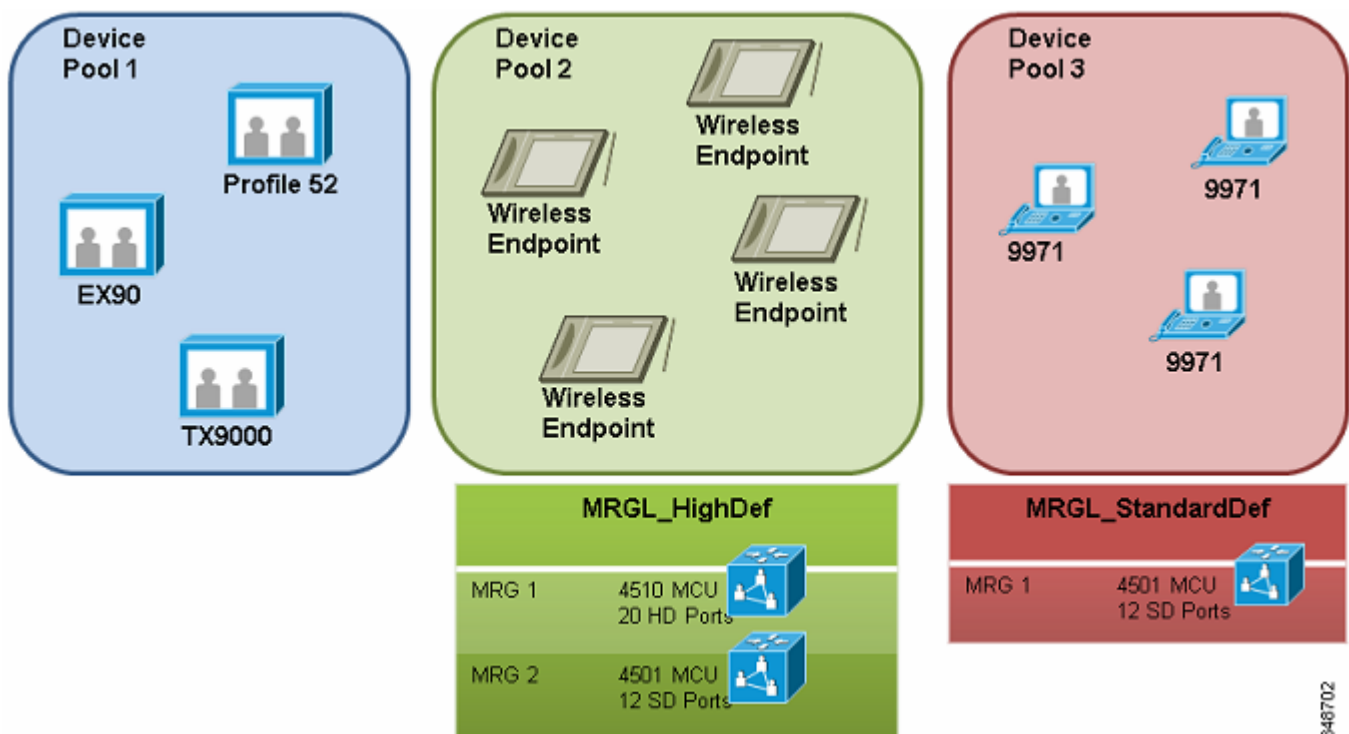 Device
Pool 1
Profile 52
EX90
TX9000
Device
Pool 2
Wireless
Endpoint
Wireless
Endpoint
Wireless
Endpoint
Wireless
Endpoint
Device
Pool 3
9971
9971
9971
MRGL_HighDef
MRG 1
4510 MCU
20 HD Ports
MRG 2
4501 MCU
12 SD Ports
MRGL_StandardDef
MRG 1
4501 MCU
12 SD Ports
348702